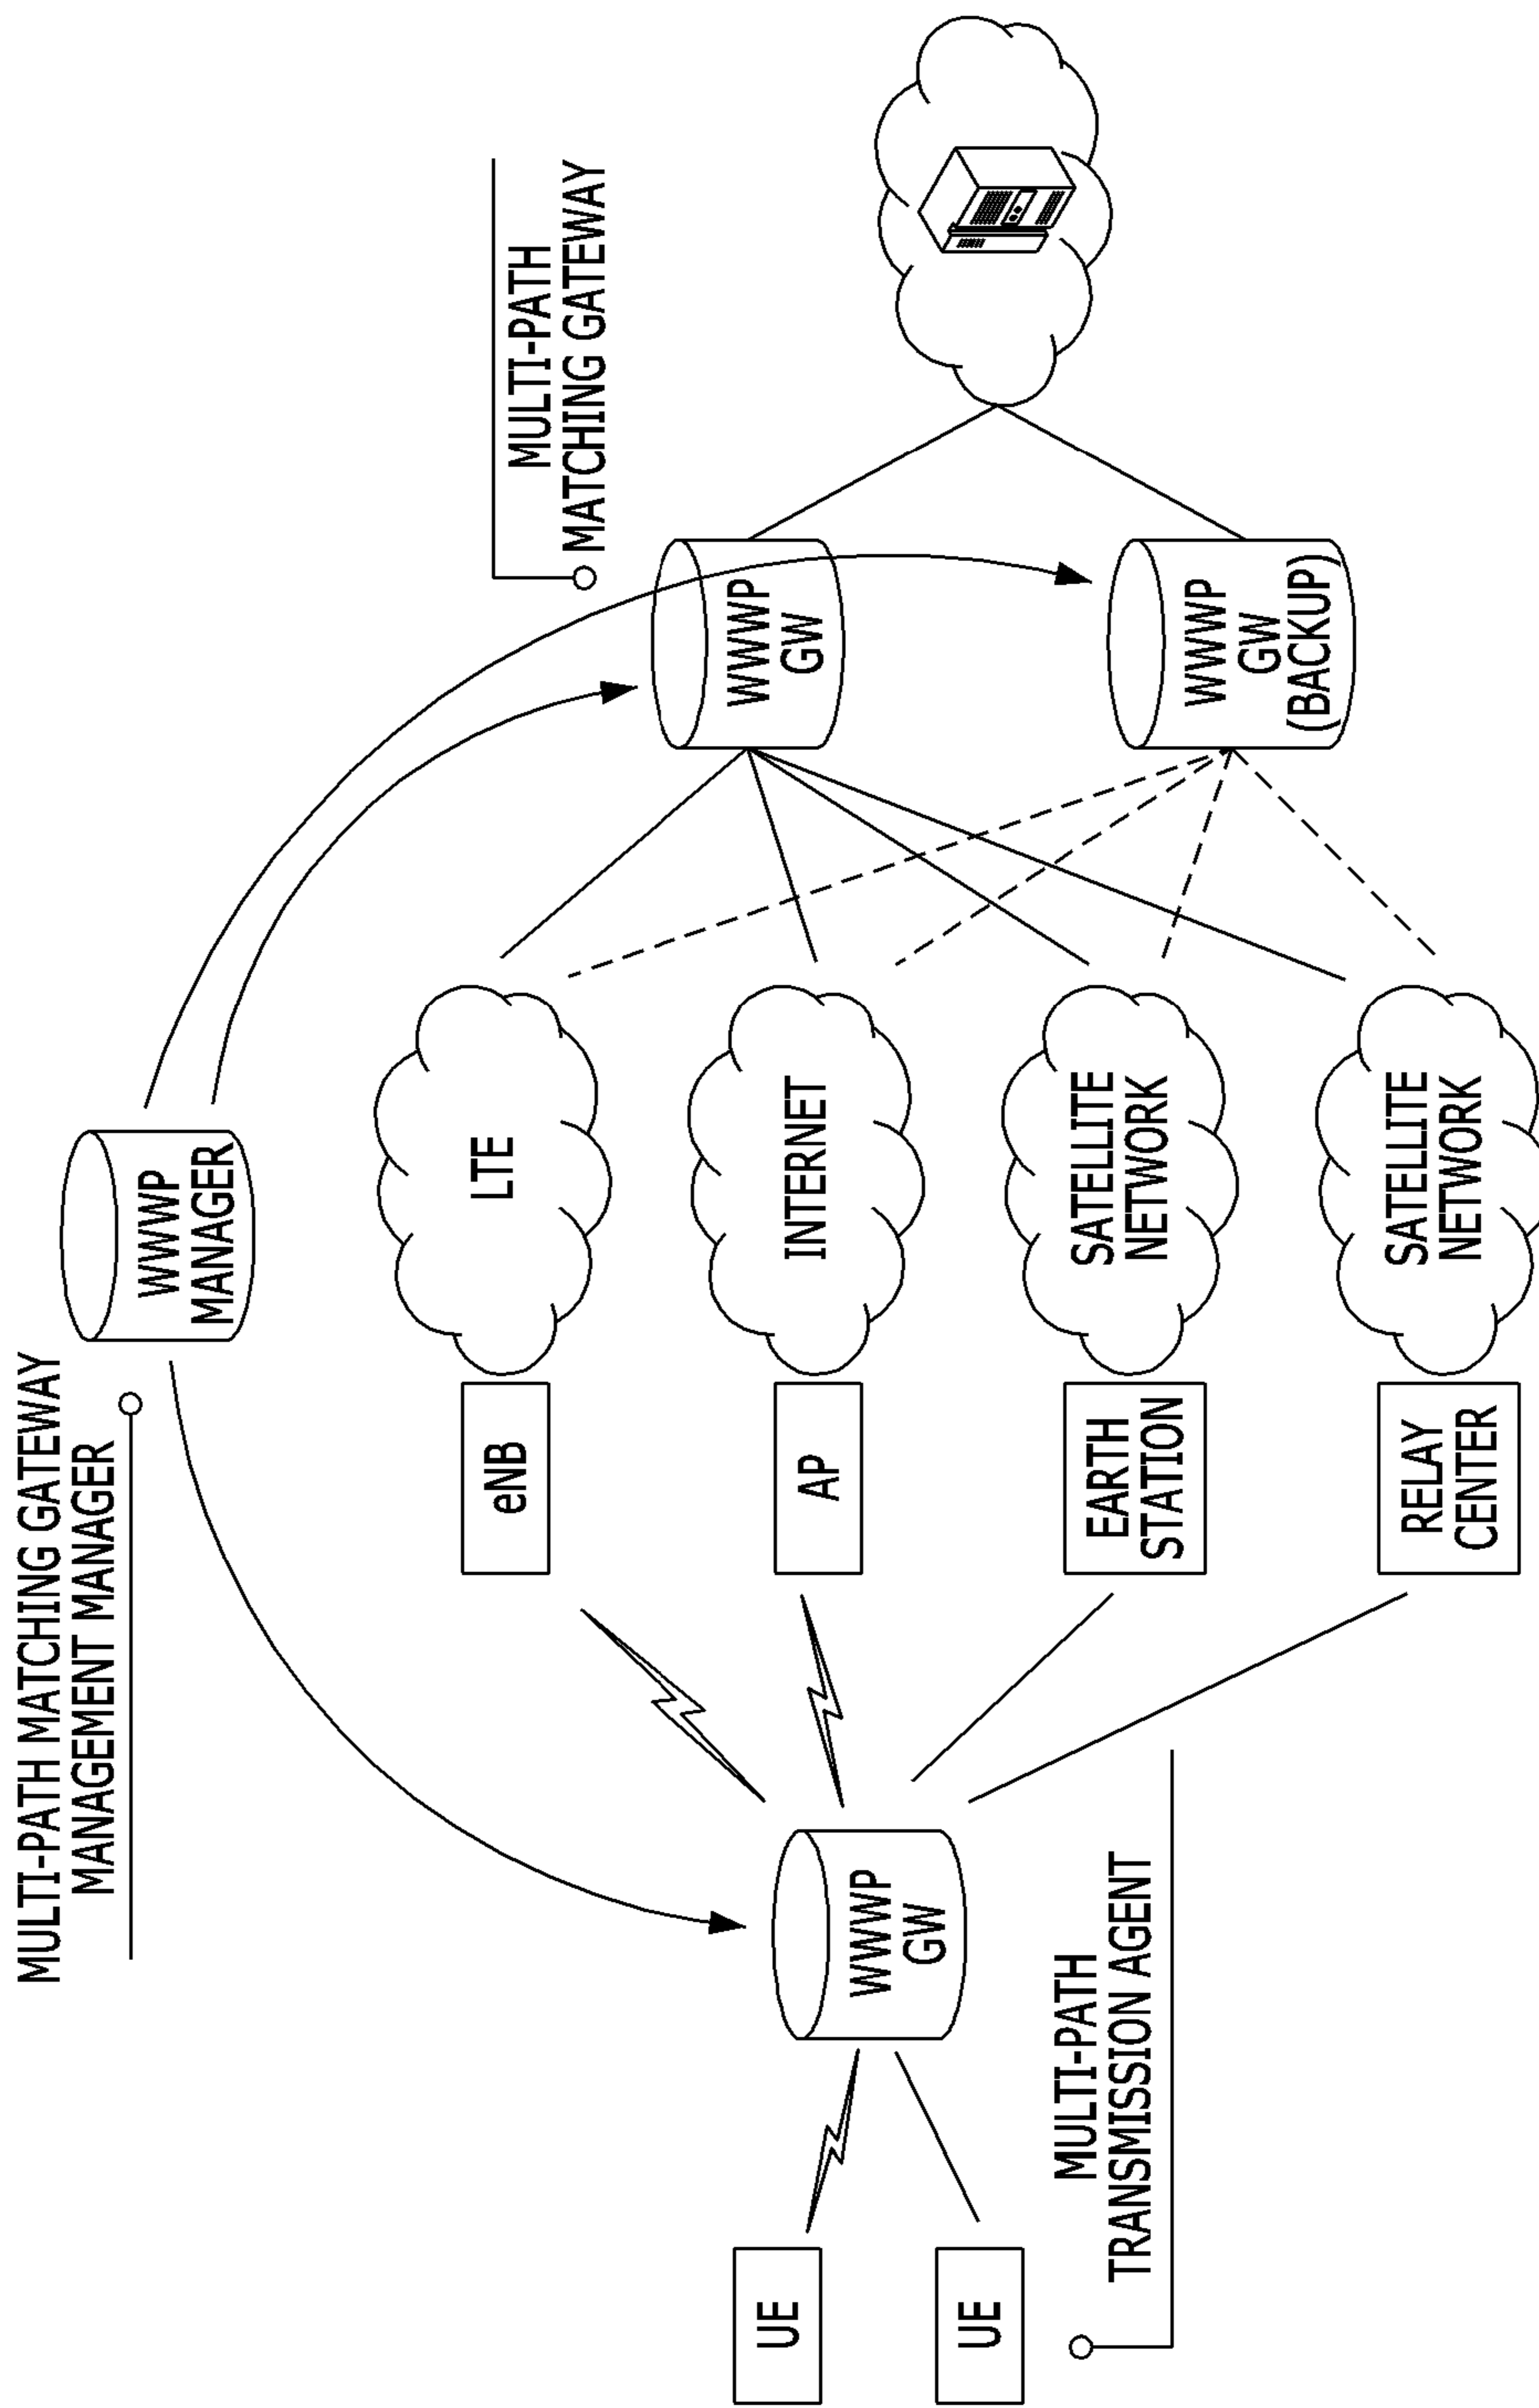 MULTI-PATH MATCHING GATEWAY
MANAGEMENT MANAGER
WWWP
MANAGER
MULTI-PATH
MATCHING GATEWAY
eNB
LTE
WWWP
GW
UE
WWWP
GW
AP
INTERNET
UE
EARTH
STATION
SATELLITE
NETWORK
WWWP
GW
(BACKUP)
MULTI-PATH
TRANSMISSION AGENT
RELAY
CENTER
SATELLITE
NETWORK